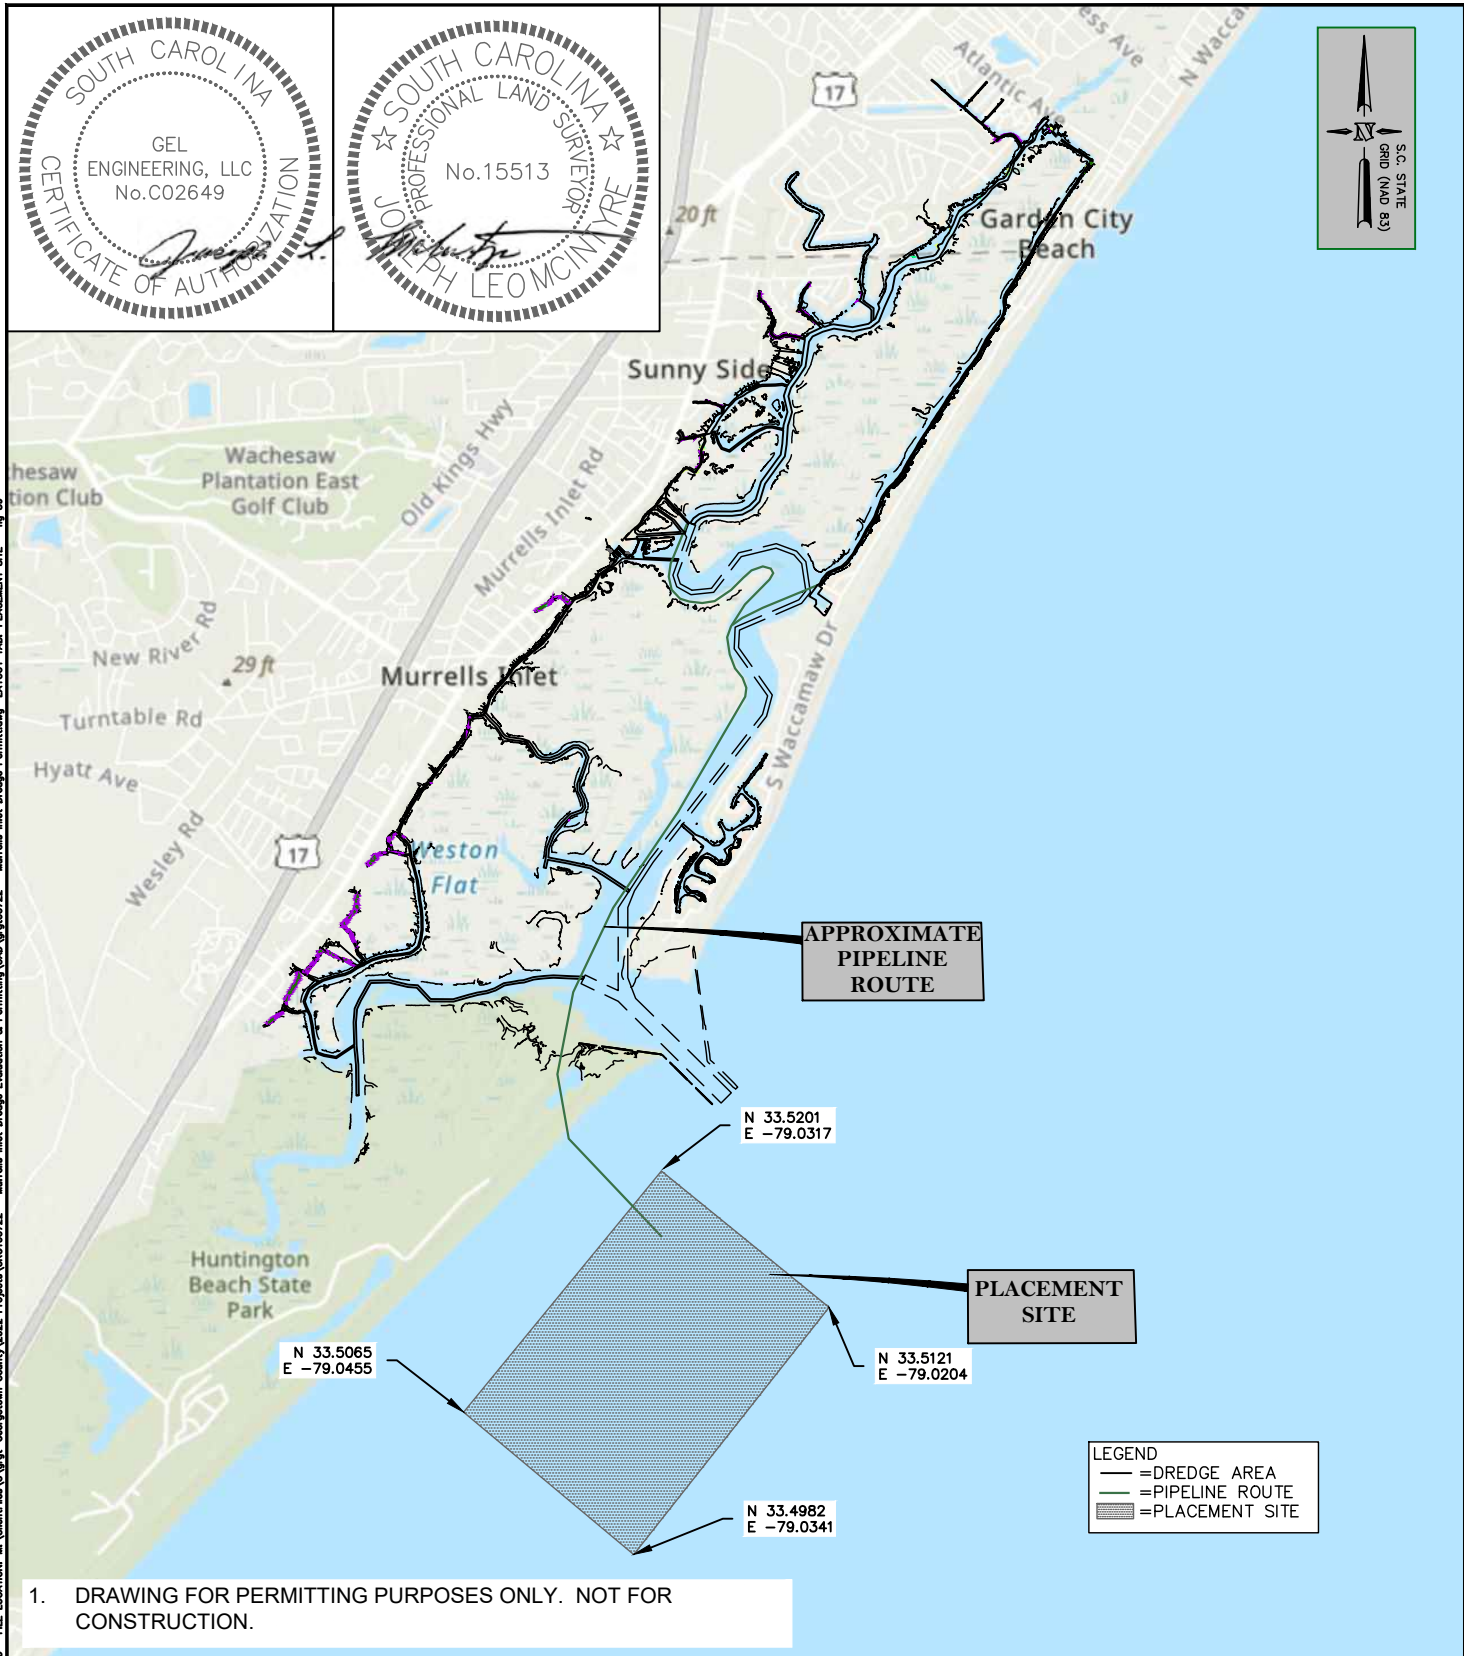 SOUTH CAROLINA
CERTIFICATE OF AUTHORIZATION
GEL
ENGINEERING, LLC
No.C02649
SOUTH CAROLINA
PROFESSIONAL LAND SURVEYOR
No.15513
JOSEPH LEO MCINTYRE
S.C. STATE
GRID (NAD 83)
N
17
Atlantic Ave
ess Ave
N Waccamaw
20 ft
Garden City
Beach
Sunny Side
Wachesaw
Plantation East
Golf Club
hesaw
tion Club
Old Kings Hwy
Murrells Inlet Rd
New River Rd
29 ft
Murrells Inlet
Turntable Rd
Hyatt Ave
Wesley Rd
17
S Waccamaw Dr
Weston
Flat
APPROXIMATE
PIPELINE
ROUTE
N 33.5201
E -79.0317
Huntington
Beach State
Park
PLACEMENT
SITE
N 33.5065
E -79.0455
N 33.5121
E -79.0204
N 33.4982
E -79.0341
LEGEND
=DREDGE AREA
=PIPELINE ROUTE
=PLACEMENT SITE
1. DRAWING FOR PERMITTING PURPOSES ONLY. NOT FOR
CONSTRUCTION.